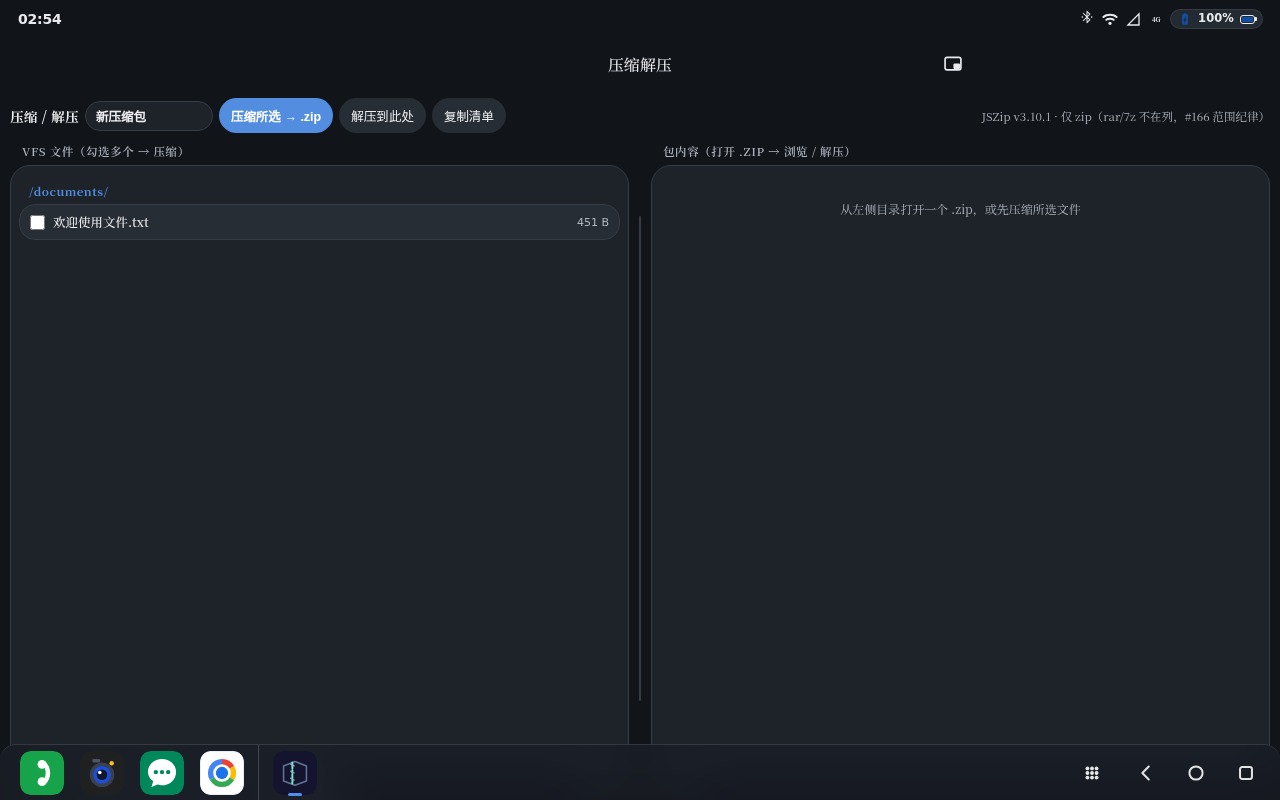 02:54
4G
100%
压缩解压
压缩 / 解压
新压缩包
压缩所选 → .zip
解压到此处
复制清单
JSZip v3.10.1 · 仅 zip（rar/7z 不在列，#166 范围纪律）
VFS 文件（勾选多个 → 压缩）
包内容（打开 .ZIP → 浏览 / 解压）
/documents/
欢迎使用文件.txt
451 B
从左侧目录打开一个 .zip，或先压缩所选文件